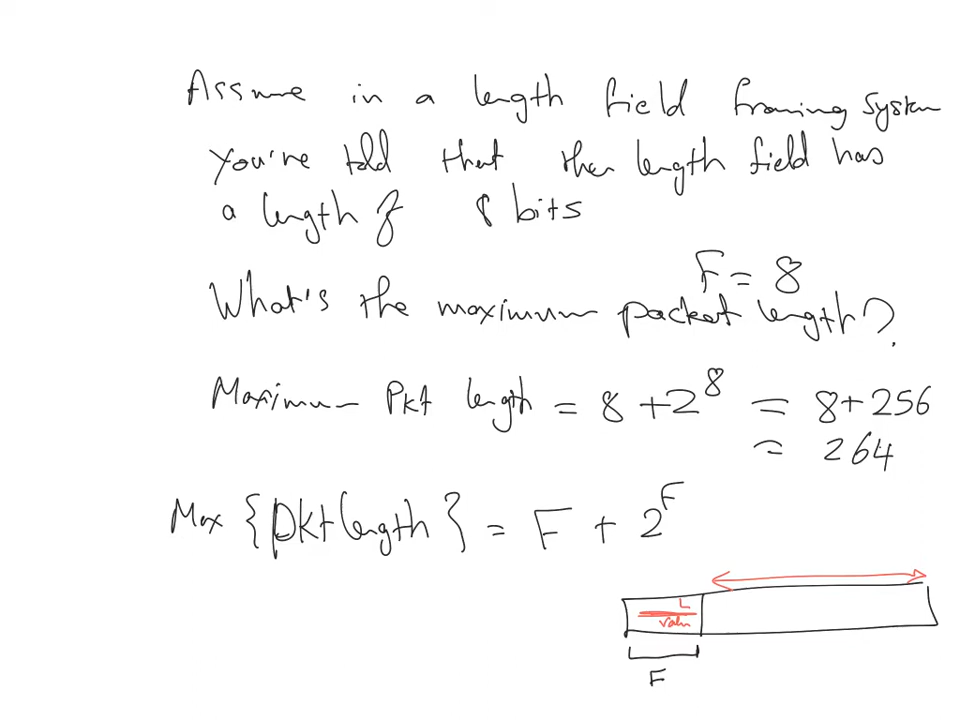 Assume in a length field framing system
You're told that the length field has
a length of 8 bits
F = 8
What's the maximum packet length?
Maximum Pkt length = 8 + 2^8 = 8 + 256
= 264
Max {pkt length} = F + 2^F
L
value
F